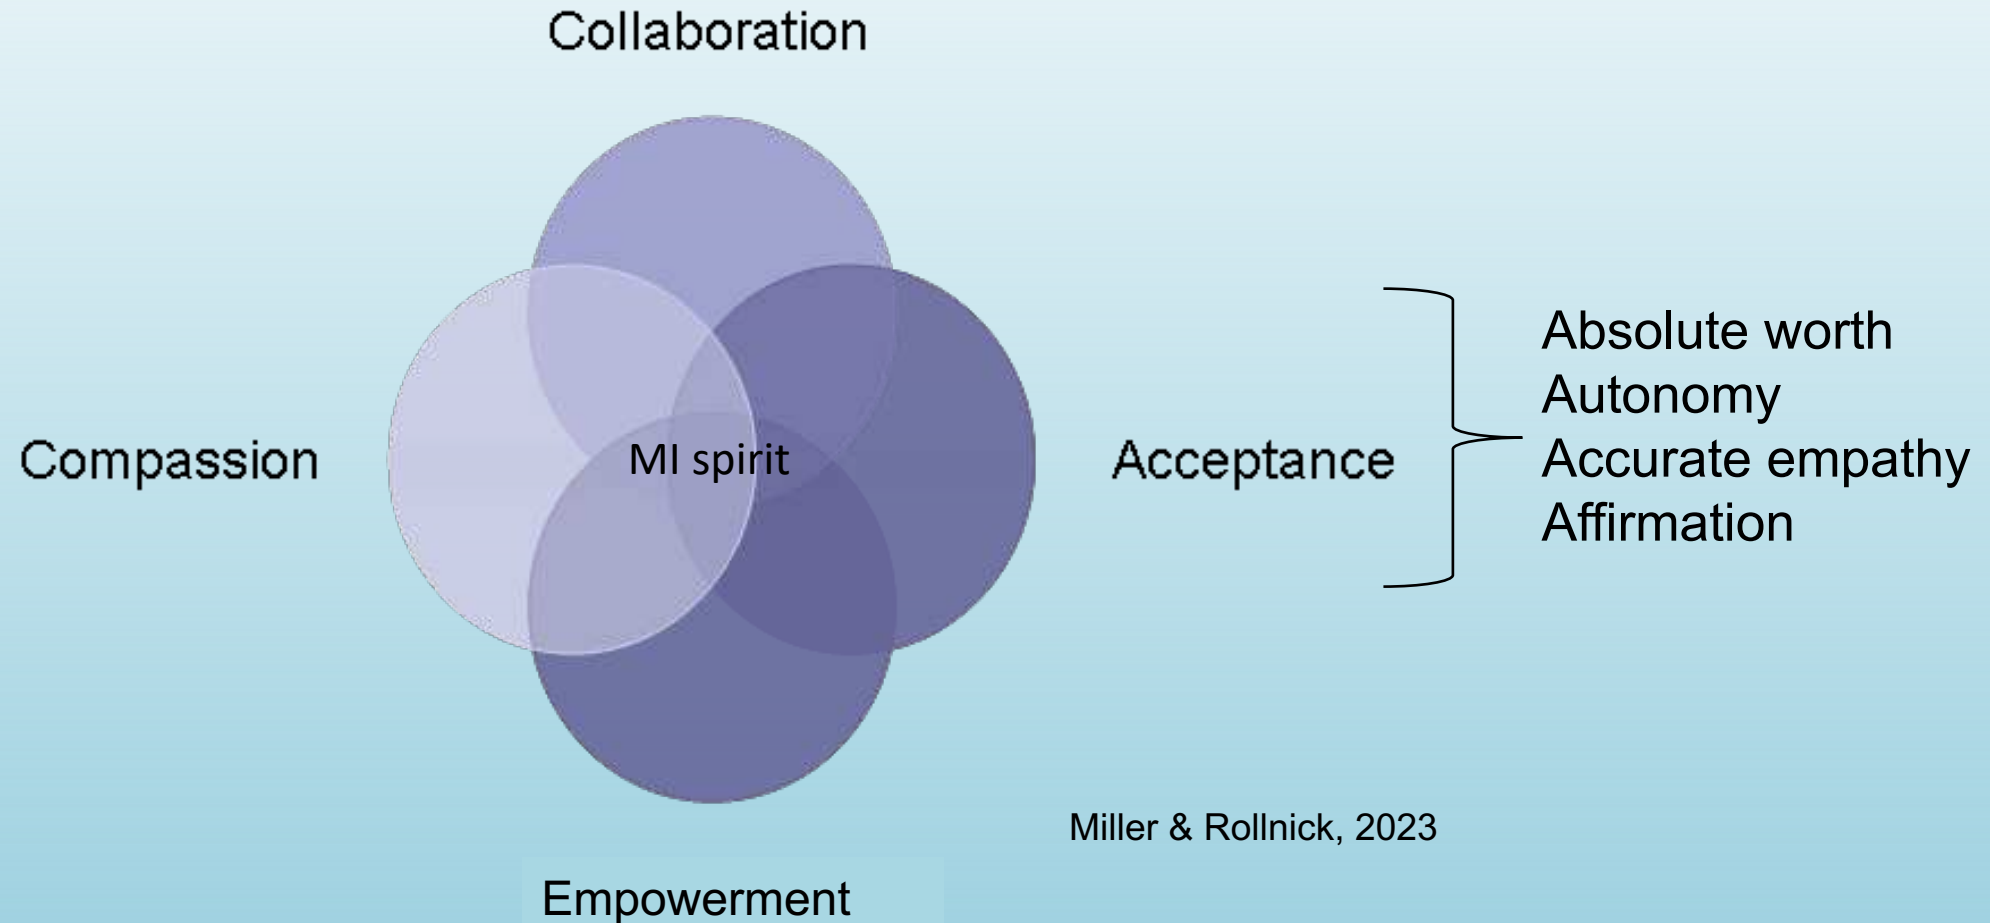 Collaboration
Compassion
MI spirit
Acceptance
Absolute worth
Autonomy
Accurate empathy
Affirmation
Miller & Rollnick, 2023
Empowerment